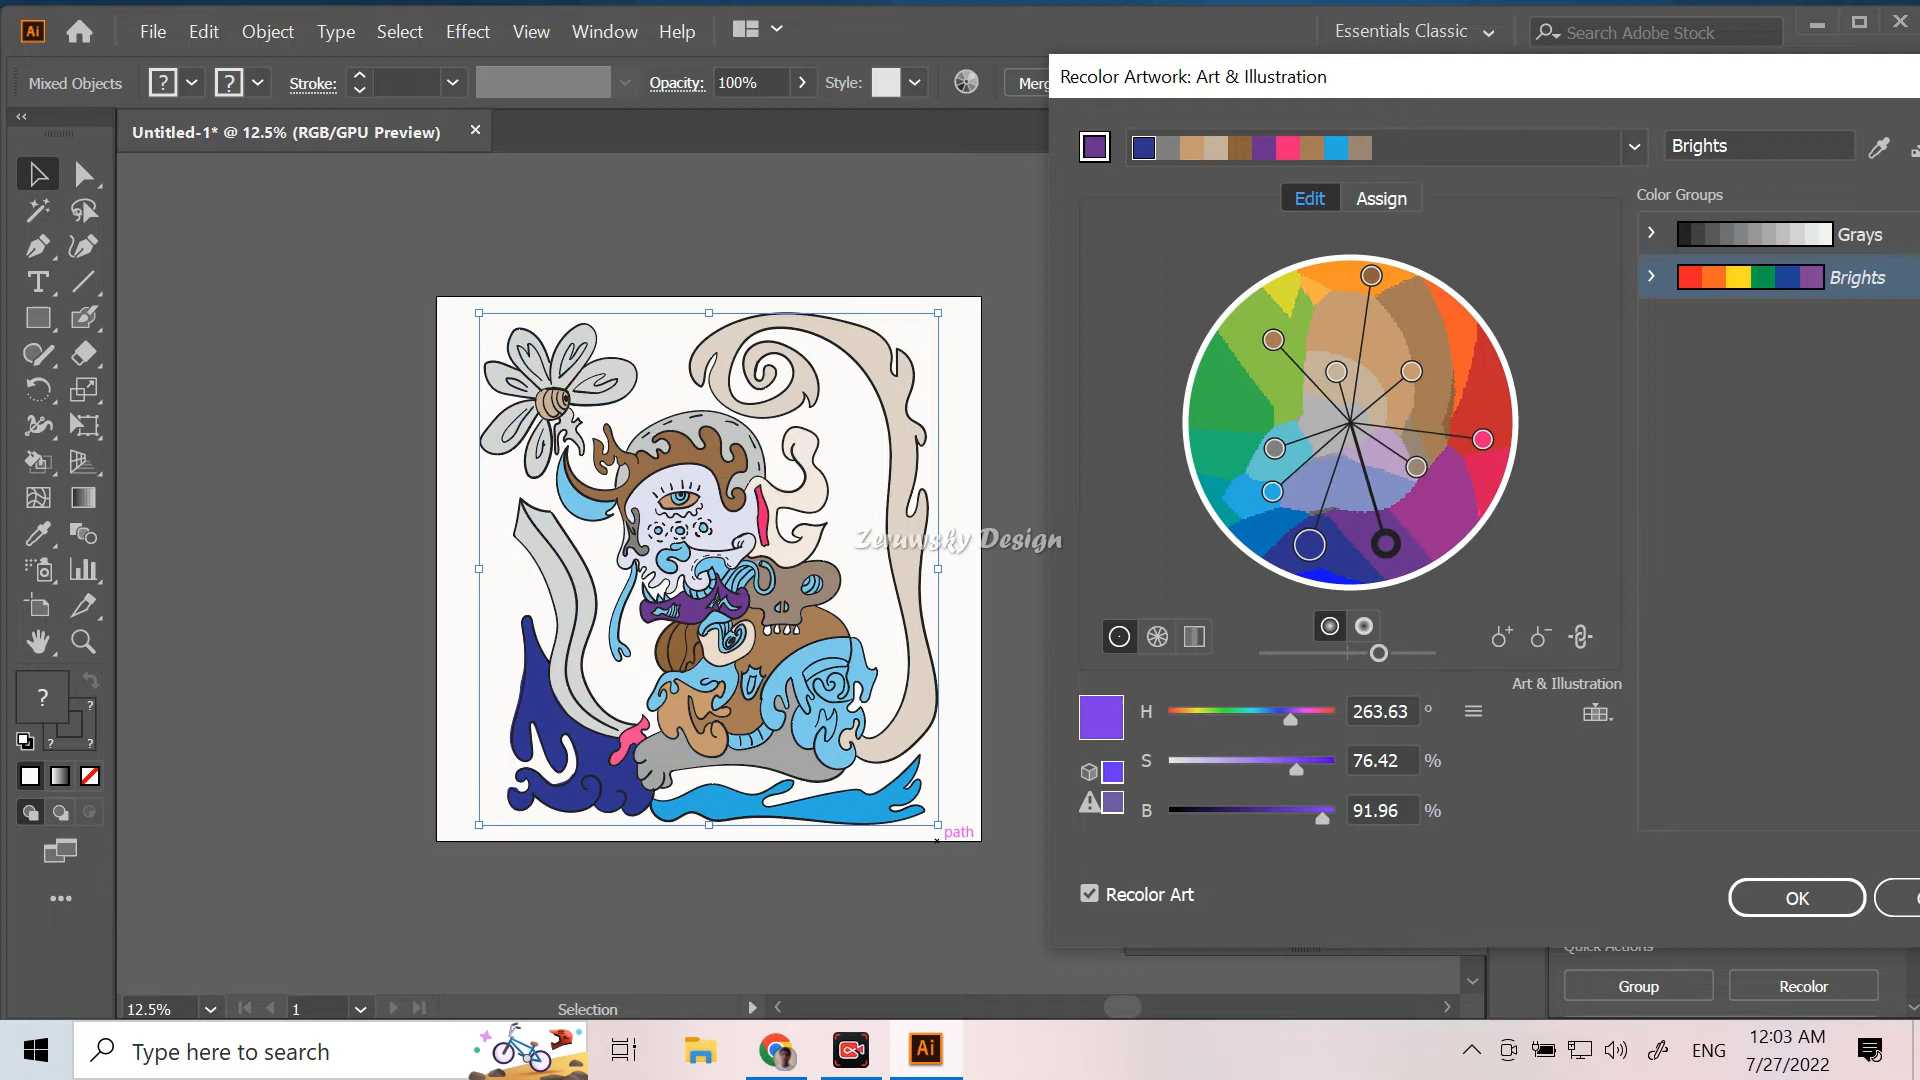 Ai File Edit Object Type Select Effect View Window Help Essentials Classic Search Adobe Stock
Mixed Objects ? ? Stroke: Opacity: 100% Style: Merg
Recolor Artwork: Art & Illustration
Untitled-1* @ 12.5% (RGB/GPU Preview)
Brights
Edit Assign
Color Groups
Grays
Brights
Zeruwsky Design
Art & Illustration
H 263.63 °
S 76.42 %
B 91.96 %
path
Recolor Art
OK
Quick Actions
Group Recolor
? ? ? ?
12.5% 1 Selection
Type here to search
Ai
ENG
12:03 AM
7/27/2022